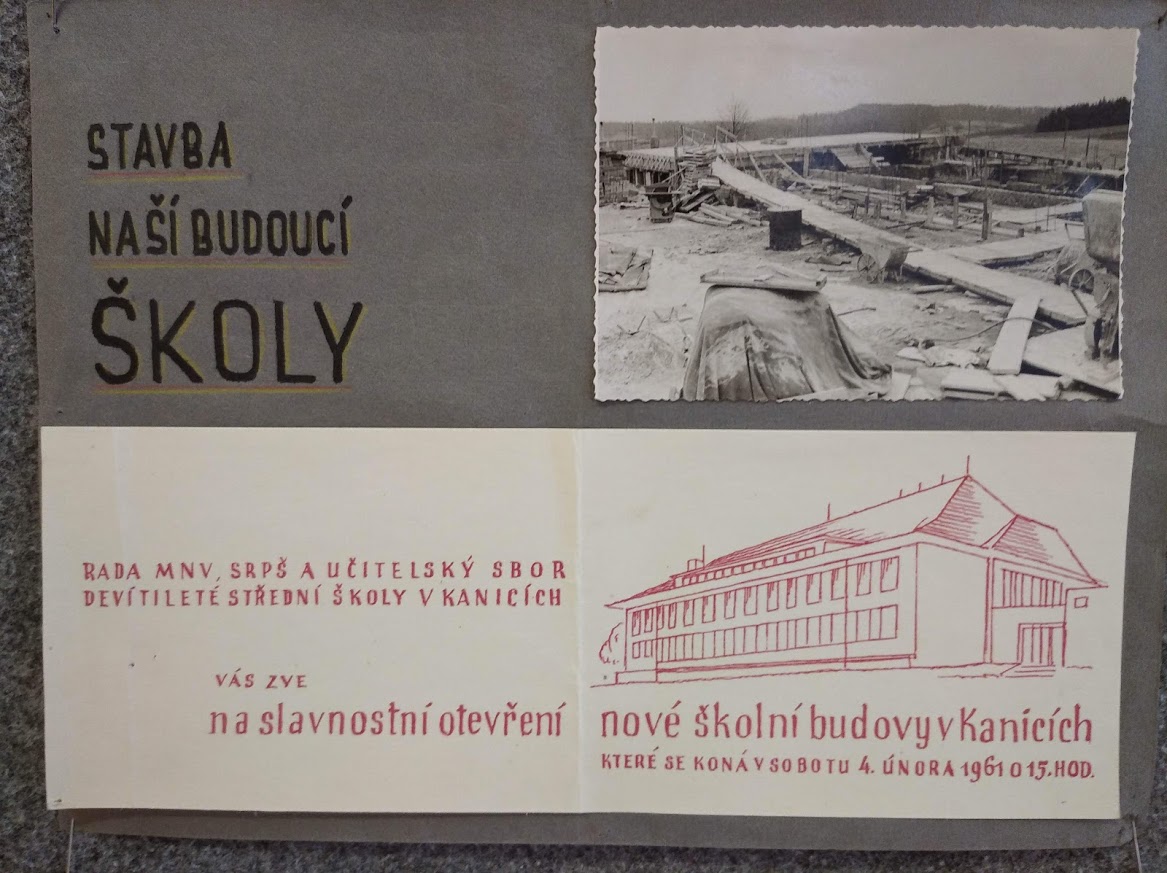 STAVBA
NAŠÍ BUDOUCÍ
ŠKOLY
RADA MNV, SRPŠ A UČITELSKÝ SBOR
DEVÍTILETÉ STŘEDNÍ ŠKOLY V KANICÍCH
VÁS ZVE
na slavnostní otevření
nové školní budovy v Kanicích
KTERÉ SE KONÁ V SOBOTU 4. ÚNORA 1961 O 15. HOD.